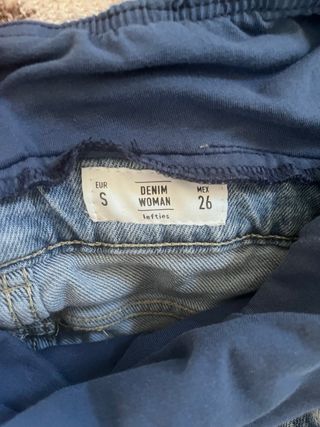 EUR
S
DENIM
WOMAN
lefties
MEX
26